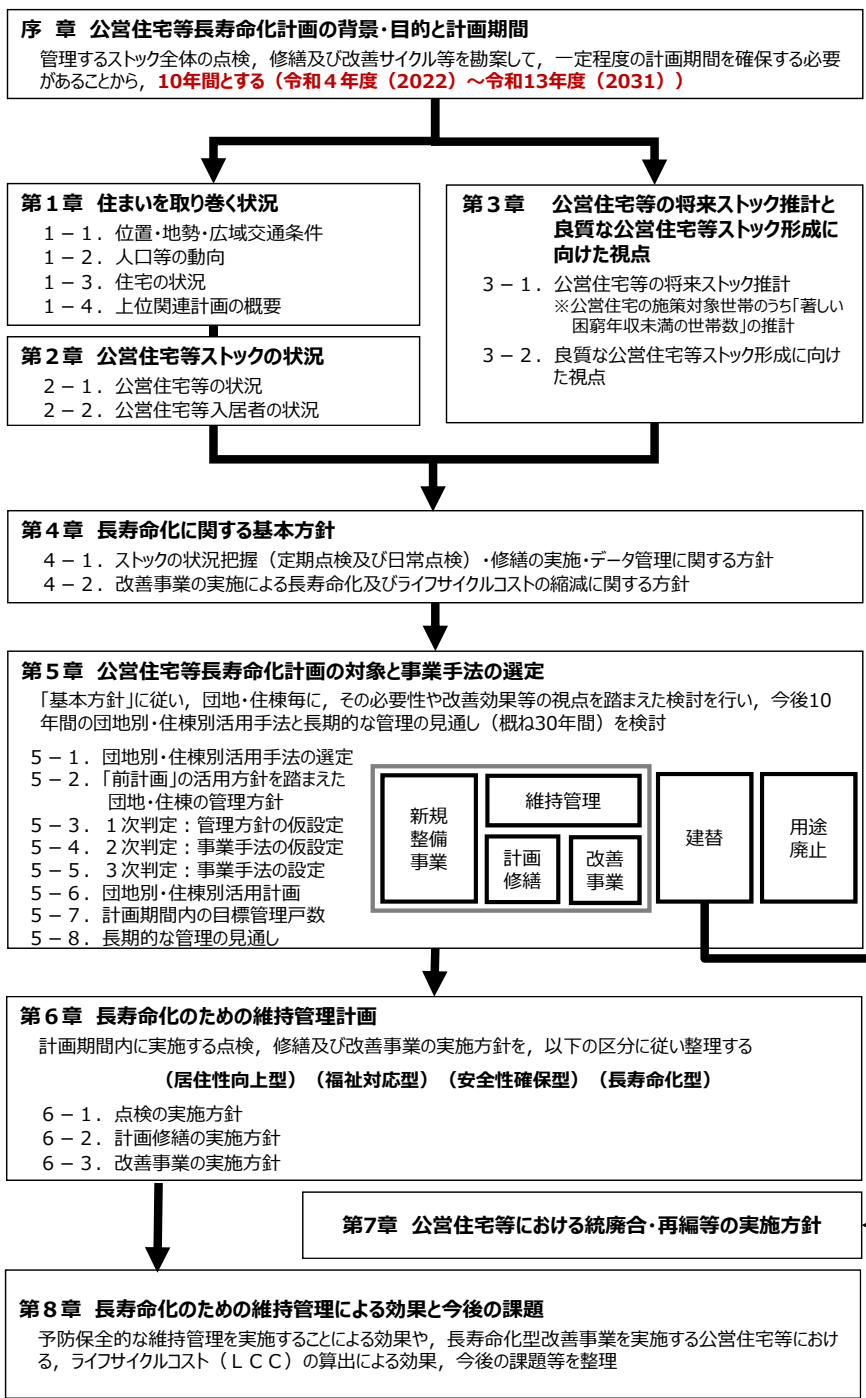 序 章 公営住宅等長寿命化計画の背景・目的と計画期間
管理するストック全体の点検，修繕及び改善サイクル等を勘案して，一定程度の計画期間を確保する必要
があることから，10年間とする（令和４年度（2022）～令和13年度（2031））
第１章 住まいを取り巻く状況
１－１．位置・地勢・広域交通条件
１－２．人口等の動向
１－３．住宅の状況
１－４．上位関連計画の概要
第２章 公営住宅等ストックの状況
２－１．公営住宅等の状況
２－２．公営住宅等入居者の状況
第３章 公営住宅等の将来ストック推計と
良質な公営住宅等ストック形成に
向けた視点
３－１．公営住宅等の将来ストック推計
※公営住宅の施策対象世帯のうち「著しい
困窮年収未満の世帯数」の推計
３－２．良質な公営住宅等ストック形成に向け
た視点
第４章 長寿命化に関する基本方針
４－１．ストックの状況把握（定期点検及び日常点検）・修繕の実施・データ管理に関する方針
４－２．改善事業の実施による長寿命化及びライフサイクルコストの縮減に関する方針
第５章 公営住宅等長寿命化計画の対象と事業手法の選定
「基本方針」に従い，団地・住棟毎に，その必要性や改善効果等の視点を踏まえた検討を行い，今後10
年間の団地別・住棟別活用手法と長期的な管理の見通し（概ね30年間）を検討
５－１．団地別・住棟別活用手法の選定
５－２．「前計画」の活用方針を踏まえた
団地・住棟の管理方針
５－３．１次判定：管理方針の仮設定
５－４．２次判定：事業手法の仮設定
５－５．３次判定：事業手法の設定
５－６．団地別・住棟別活用計画
５－７．計画期間内の目標管理戸数
５－８．長期的な管理の見通し
新規
整備
事業
維持管理
計画
修繕
改善
事業
建替
用途
廃止
第６章 長寿命化のための維持管理計画
計画期間内に実施する点検，修繕及び改善事業の実施方針を，以下の区分に従い整理する
（居住性向上型）（福祉対応型）（安全性確保型）（長寿命化型）
６－１．点検の実施方針
６－２．計画修繕の実施方針
６－３．改善事業の実施方針
第7章 公営住宅等における統廃合・再編等の実施方針
第８章 長寿命化のための維持管理による効果と今後の課題
予防保全的な維持管理を実施することによる効果や，長寿命化型改善事業を実施する公営住宅等におけ
る，ライフサイクルコスト（ＬＣＣ）の算出による効果，今後の課題等を整理